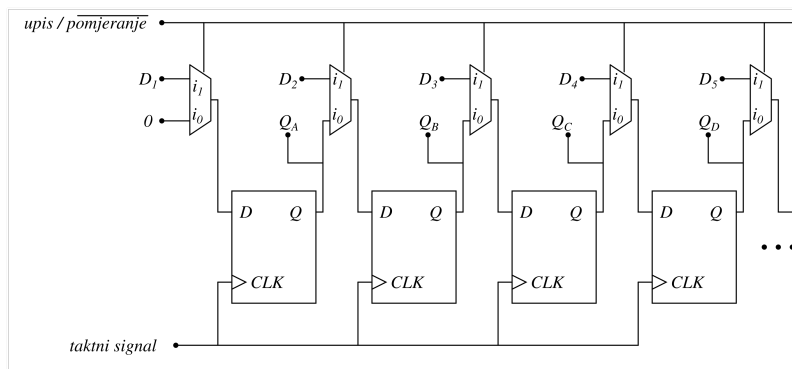 upis / pomjeranje
D1 D2 D3 D4 D5
i1 i1 i1 i1 i1
0 i0 i0 i0 i0 i0
QA QB QC QD
D Q D Q D Q D Q
CLK CLK CLK CLK
taktni signal